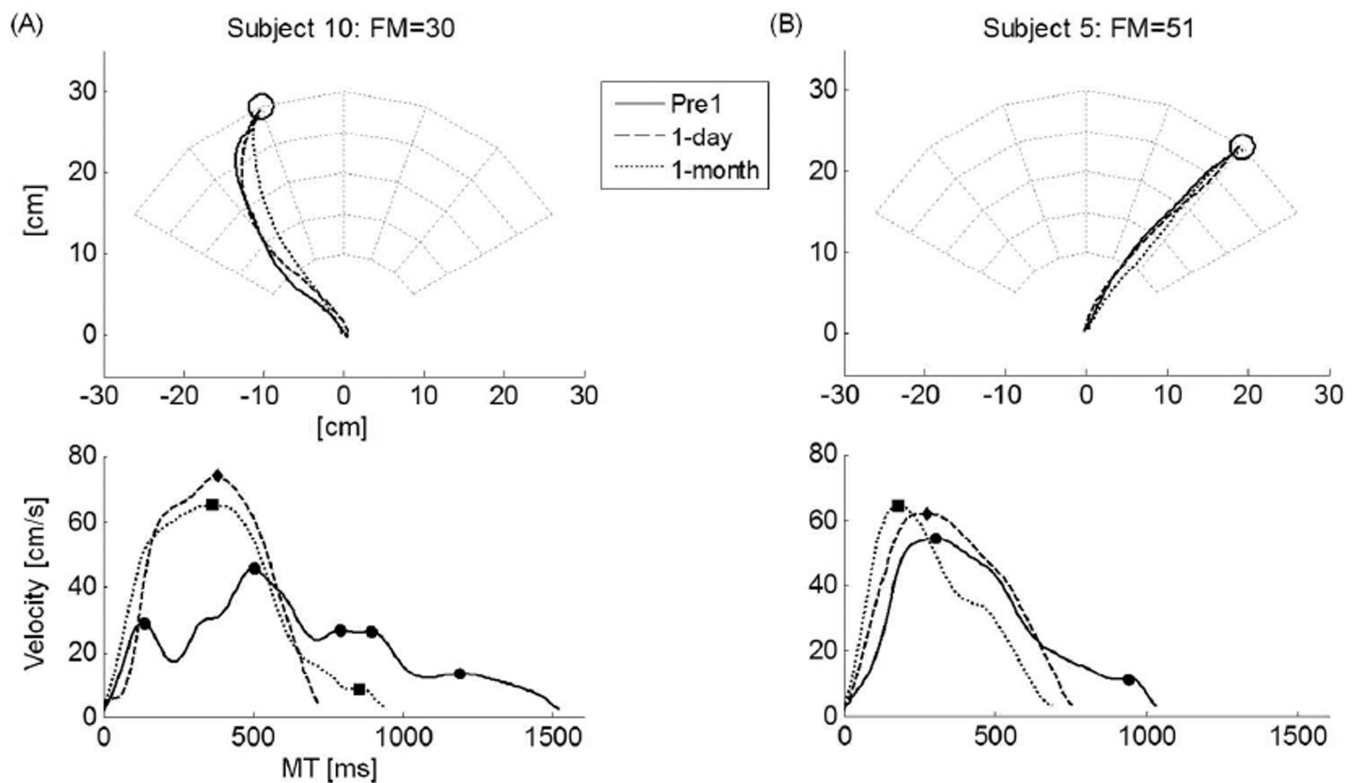 (A)
Subject 10: FM=30
(B)
Subject 5: FM=51
Pre1
1-day
1-month
30
20
10
0
[cm]
-30 -20 -10 0 10 20 30
[cm]
30
20
10
0
-30 -20 -10 0 10 20 30
80
60
40
20
0
Velocity [cm/s]
0 500 1000 1500
MT [ms]
80
60
40
20
0
0 500 1000 1500